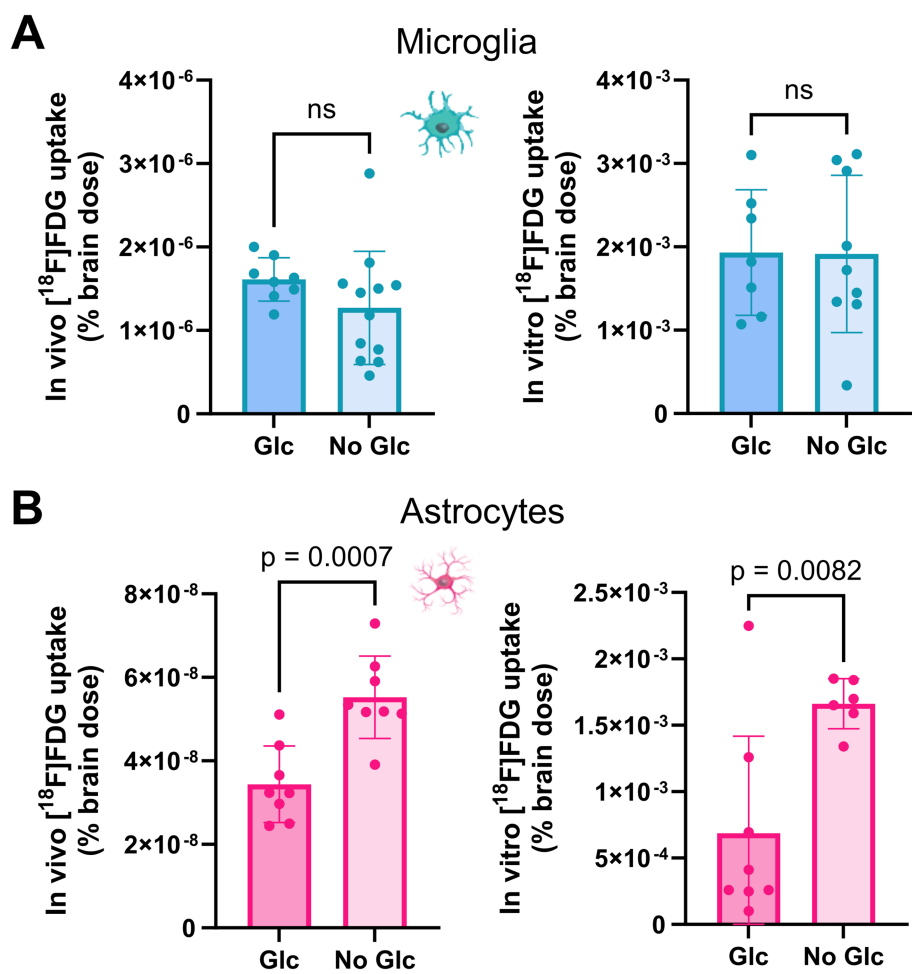 A
Microglia
In vivo [¹⁸F]FDG uptake
(% brain dose)
4×10⁻⁶
3×10⁻⁶
2×10⁻⁶
1×10⁻⁶
0
ns
Glc
No Glc
In vitro [¹⁸F]FDG uptake
(% brain dose)
4×10⁻³
3×10⁻³
2×10⁻³
1×10⁻³
0
ns
Glc
No Glc
B
Astrocytes
In vivo [¹⁸F]FDG uptake
(% brain dose)
8×10⁻⁸
6×10⁻⁸
4×10⁻⁸
2×10⁻⁸
0
p = 0.0007
Glc
No Glc
In vitro [¹⁸F]FDG uptake
(% brain dose)
2.5×10⁻³
2×10⁻³
1.5×10⁻³
1×10⁻³
5×10⁻⁴
0
p = 0.0082
Glc
No Glc